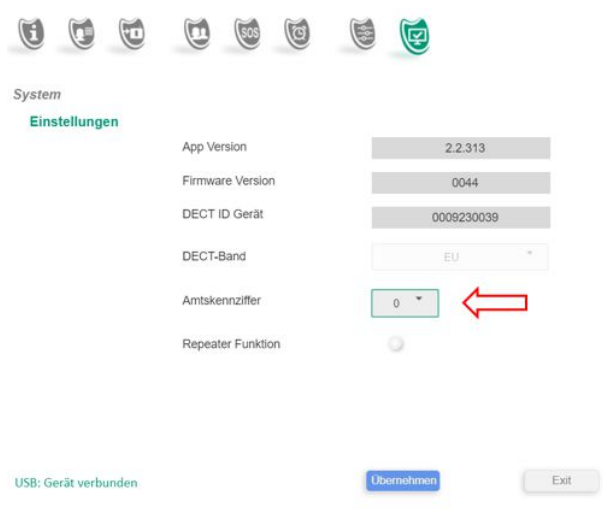 i
SOS
System
Einstellungen
App Version 2.2.313
Firmware Version 0044
DECT ID Gerät 0009230039
DECT-Band EU
Amtskennziffer 0
Repeater Funktion
USB: Gerät verbunden Übernehmen Exit